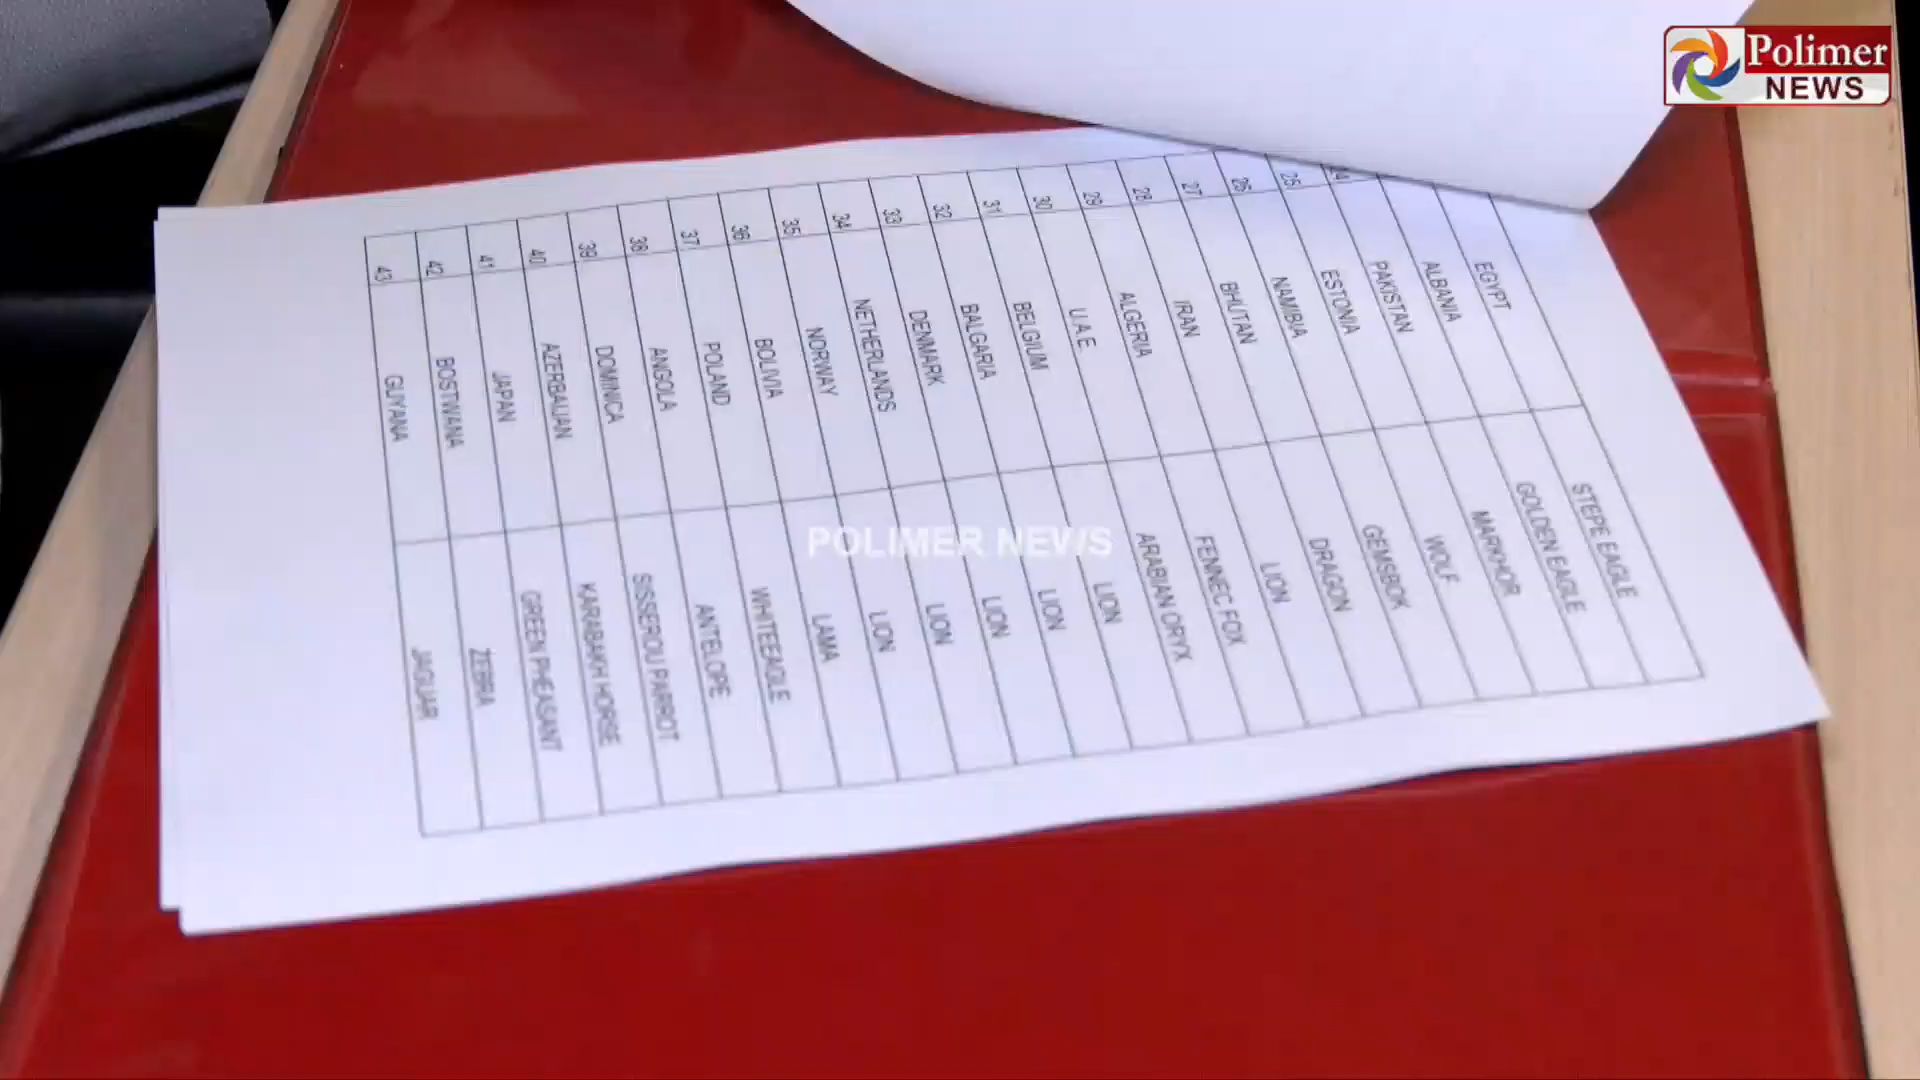 Polimer
NEWS
EGYPT STEPE EAGLE
ALBANIA GOLDEN EAGLE
PAKISTAN MARKHOR
25 ESTONIA WOLF
26 NAMIBIA GEMSBOK
27 BHUTAN DRAGON
28 IRAN LION
29 ALGERIA FENNEC FOX
30 U.A.E. ARABIAN ORYX
31 BELGIUM LION
32 BALGARIA LION
33 DENMARK LION
34 NETHERLANDS LION
35 NORWAY LION
36 BOLIVIA LAMA
37 POLAND WHITEEAGLE
38 ANGOLA ANTELOPE
39 DOMINICA SISSEROU PARROT
40 AZERBAIJAN KARABAKH HORSE
41 JAPAN GREEN PHEASANT
42 BOSTWANA ZEBRA
43 GUYANA JAGUAR
POLIMER NEWS